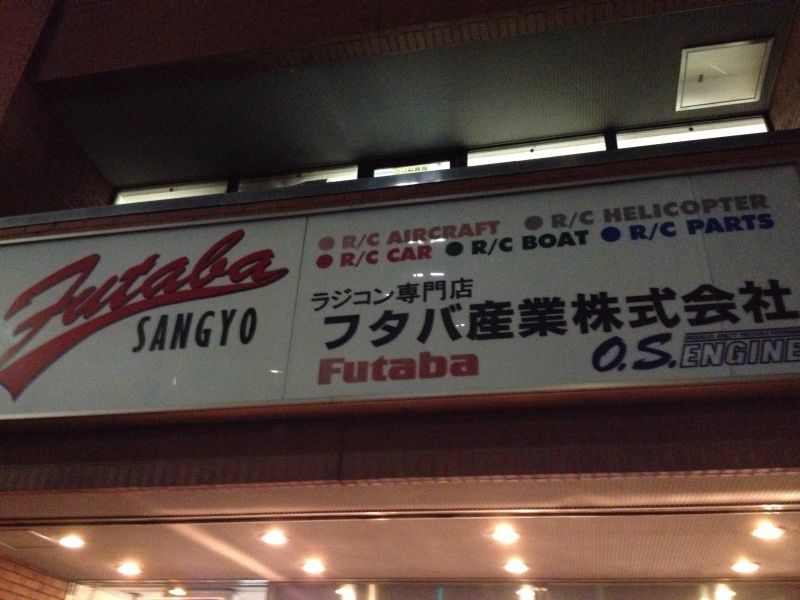 Futaba
SANGYO
R/C AIRCRAFT R/C HELICOPTER
R/C CAR R/C BOAT R/C PARTS
ラジコン専門店
フタバ産業株式会社
Futaba O.S. ENGINE